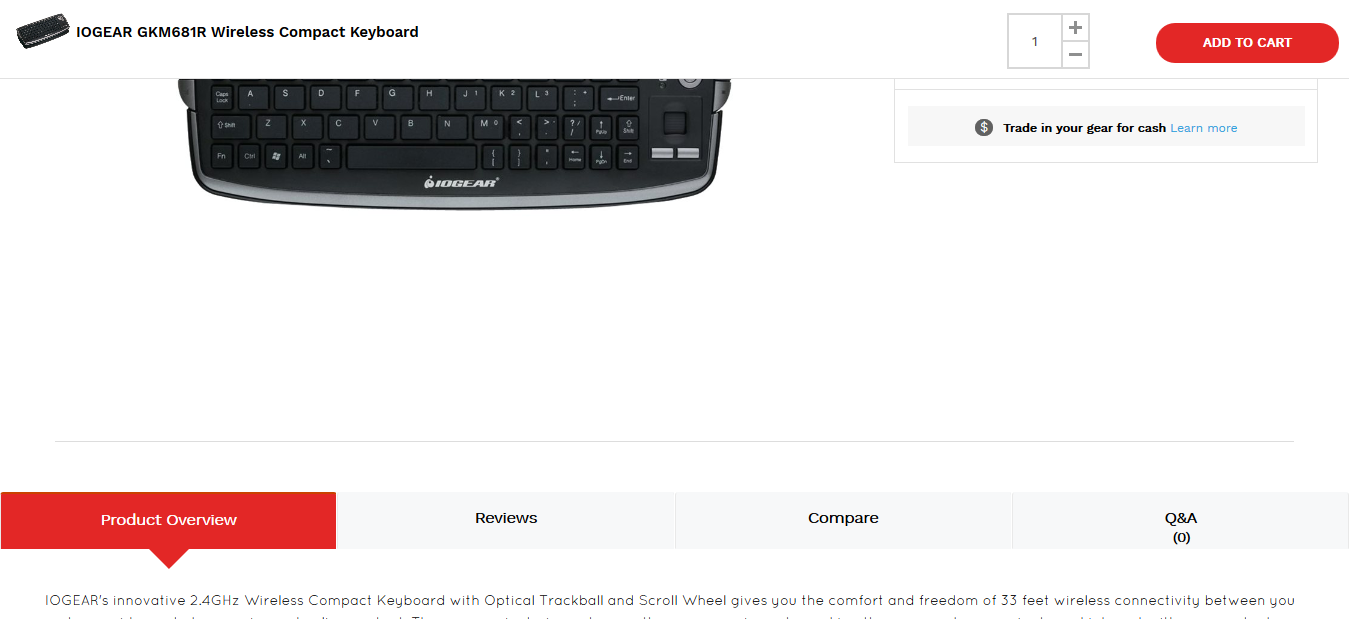 IOGEAR GKM681R Wireless Compact Keyboard
1
ADD TO CART
Caps Lock A S D F G H J 1 K 2 L 3 : ; + Enter
Shift Z X C V B N M 0 < , > . ? / PgUp Shift
Fn Ctrl Alt ~ { [ } ] " ' Home PgDn End
IOGEAR
Trade in your gear for cash Learn more
Product Overview
Reviews
Compare
Q&A
(0)
IOGEAR's innovative 2.4GHz Wireless Compact Keyboard with Optical Trackball and Scroll Wheel gives you the comfort and freedom of 33 feet wireless connectivity between you